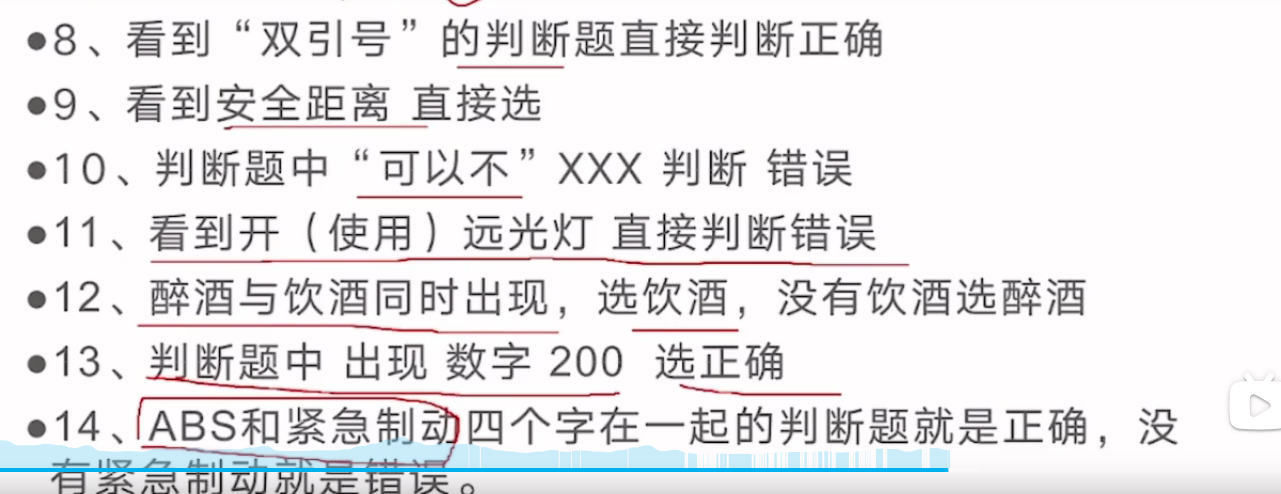 ●8、看到“双引号”的判断题直接判断正确
●9、看到安全距离 直接选
●10、判断题中“可以不”XXX 判断 错误
●11、看到开（使用）远光灯 直接判断错误
●12、醉酒与饮酒同时出现，选饮酒，没有饮酒选醉酒
●13、判断题中 出现 数字 200 选正确
●14、ABS和紧急制动四个字在一起的判断题就是正确，没
有紧急制动就是错误。